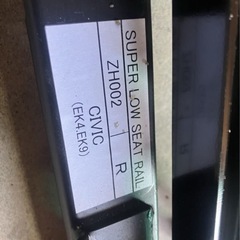 SUPER LOW SEAT RAIL
ZH002 R
CIVIC
(EK4.EK9)